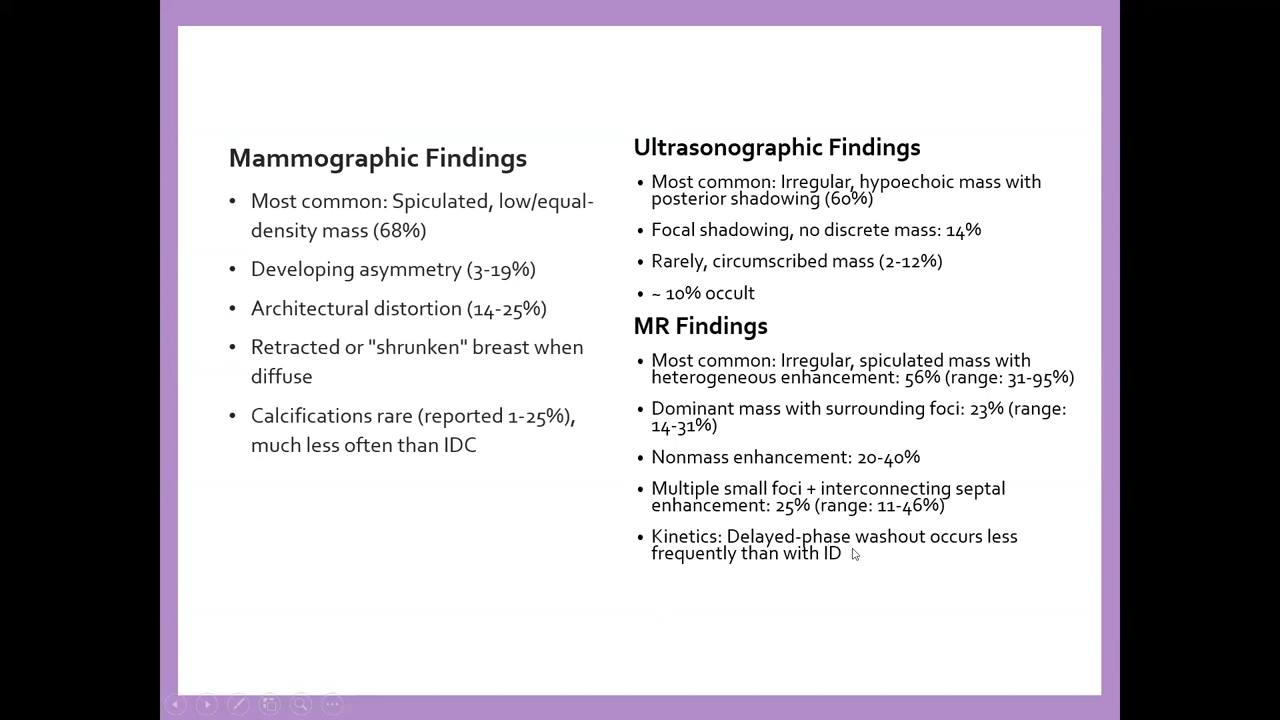 Mammographic Findings
• Most common: Spiculated, low/equal-
density mass (68%)
• Developing asymmetry (3-19%)
• Architectural distortion (14-25%)
• Retracted or "shrunken" breast when
diffuse
• Calcifications rare (reported 1-25%),
much less often than IDC
Ultrasonographic Findings
• Most common: Irregular, hypoechoic mass with
posterior shadowing (60%)
• Focal shadowing, no discrete mass: 14%
• Rarely, circumscribed mass (2-12%)
• ~ 10% occult
MR Findings
• Most common: Irregular, spiculated mass with
heterogeneous enhancement: 56% (range: 31-95%)
• Dominant mass with surrounding foci: 23% (range:
14-31%)
• Nonmass enhancement: 20-40%
• Multiple small foci + interconnecting septal
enhancement: 25% (range: 11-46%)
• Kinetics: Delayed-phase washout occurs less
frequently than with ID